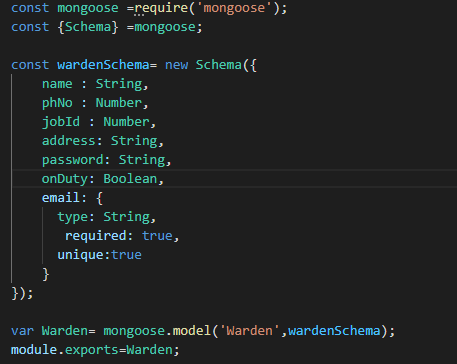 const mongoose =require('mongoose');
const {Schema} =mongoose;

const wardenSchema= new Schema({
    name : String,
    phNo : Number,
    jobId : Number,
    address: String,
    password: String,
    onDuty: Boolean,
    email: {
      type: String,
       required: true,
      unique:true
    }
});

var Warden= mongoose.model('Warden',wardenSchema);
module.exports=Warden;